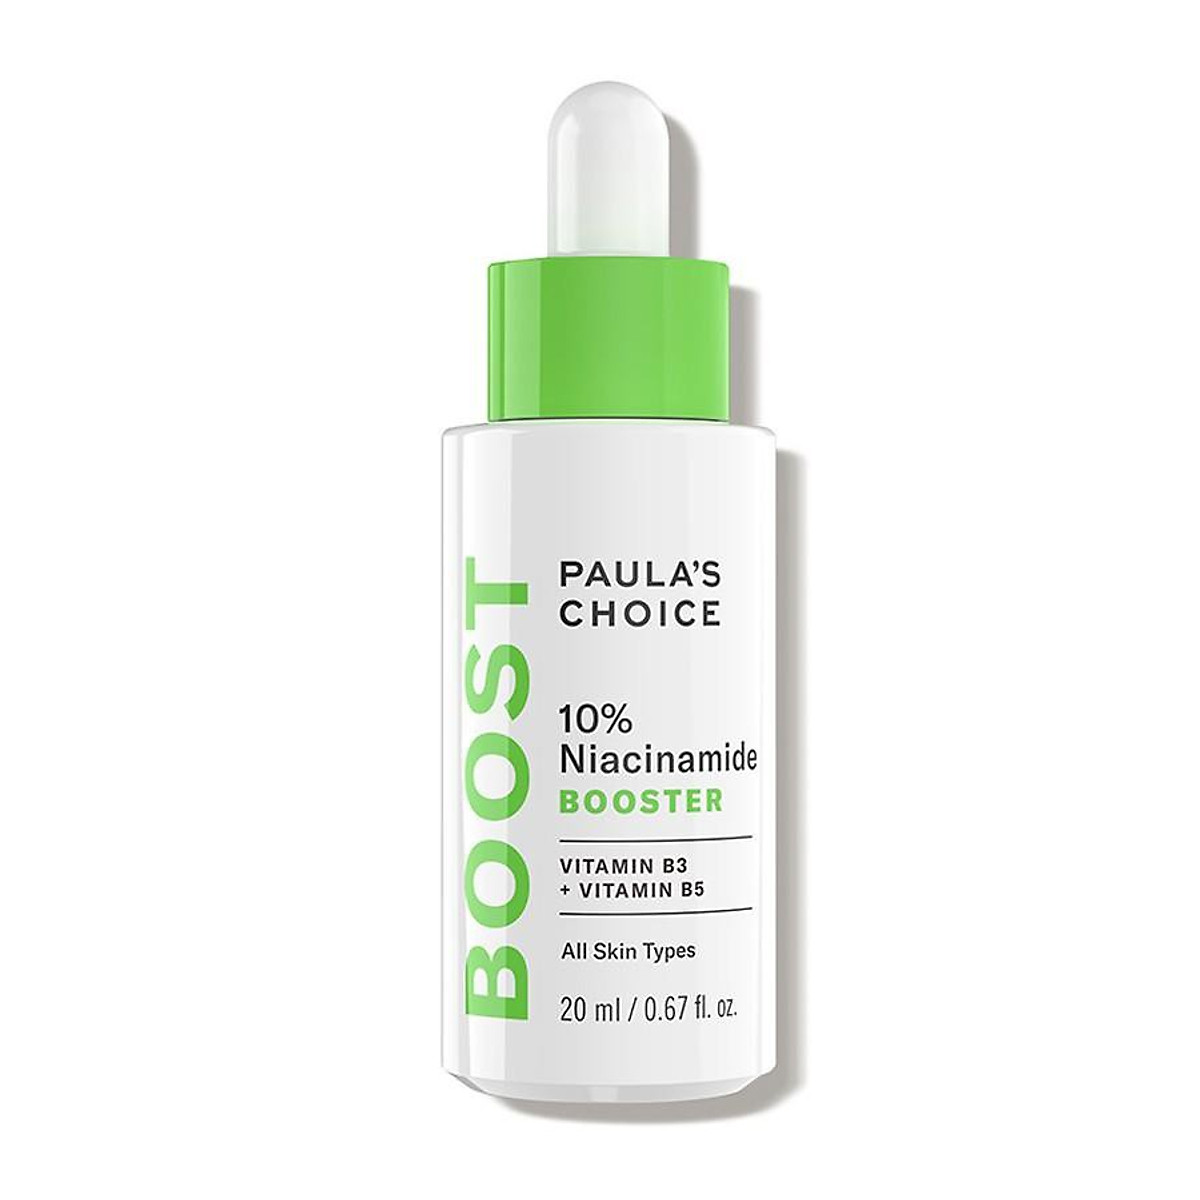 BOOST
PAULA'S
CHOICE
10%
Niacinamide
BOOSTER
VITAMIN B3
+ VITAMIN B5
All Skin Types
20 ml / 0.67 fl. oz.